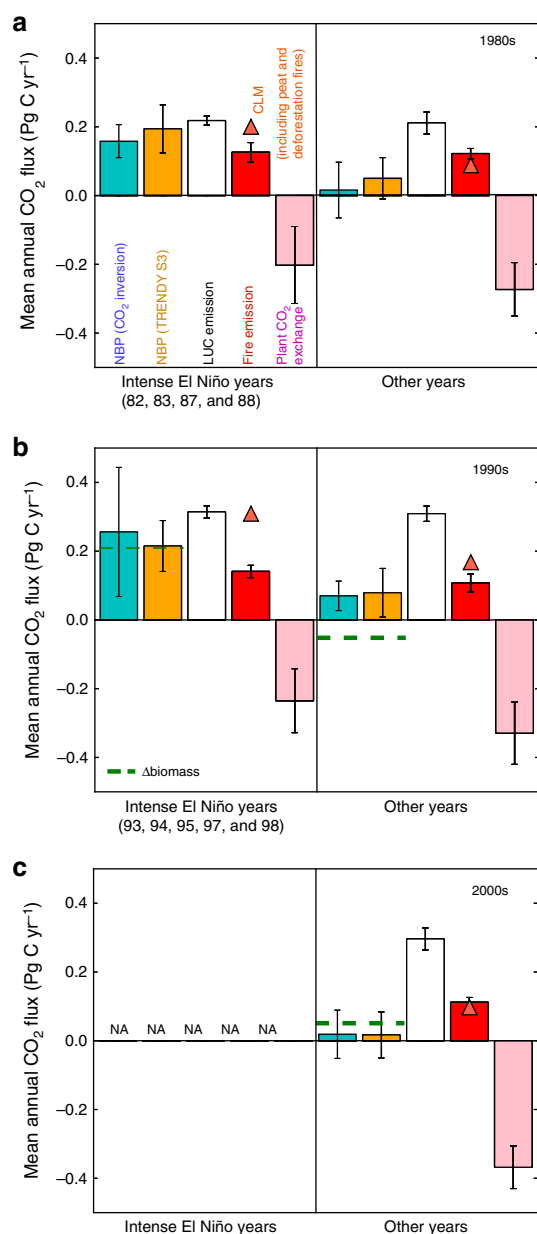 a
Mean annual CO₂ flux (Pg C yr⁻¹)
0.4
0.2
0.0
−0.2
−0.4
CLM
(including peat and
deforestation fires)
1980s
NBP (CO₂ inversion)
NBP (TRENDY S3)
LUC emission
Fire emission
Plant CO₂
exchange
Intense El Niño years
(82, 83, 87, and 88)
Other years
b
Mean annual CO₂ flux (Pg C yr⁻¹)
0.4
0.2
0.0
−0.2
−0.4
1990s
Δbiomass
Intense El Niño years
(93, 94, 95, 97, and 98)
Other years
c
Mean annual CO₂ flux (Pg C yr⁻¹)
0.4
0.2
0.0
−0.2
−0.4
2000s
NA NA NA NA NA
Intense El Niño years
Other years